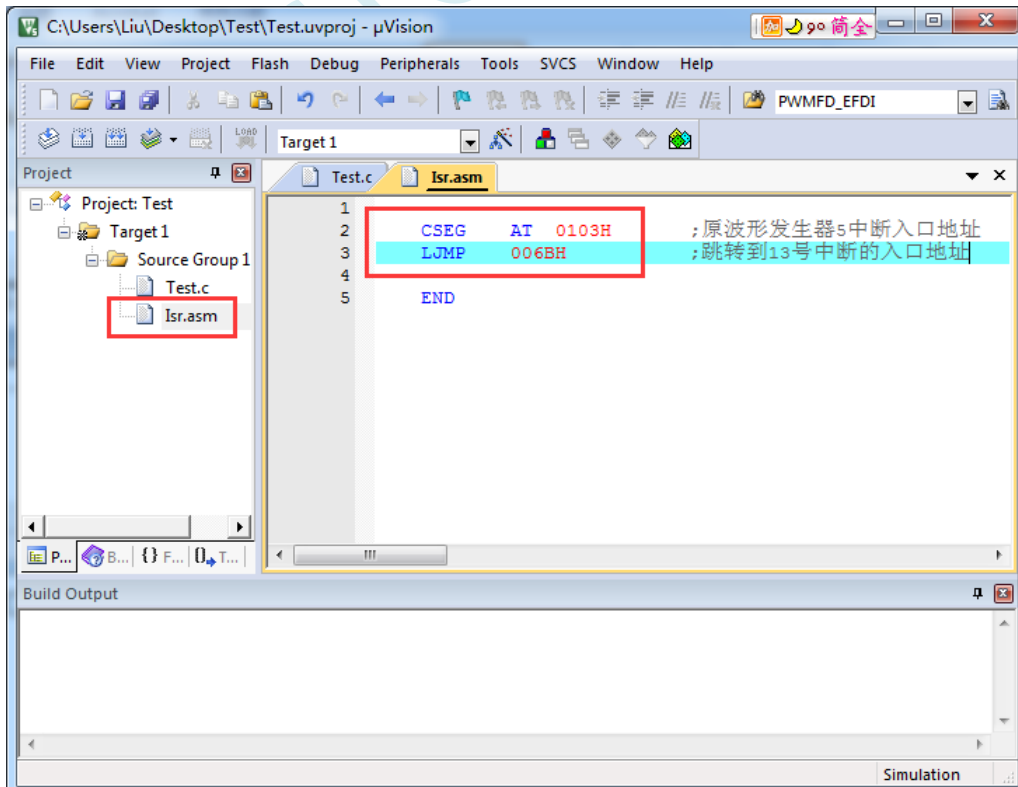 C:\Users\Liu\Desktop\Test\Test.uvproj - µVision
简全
File Edit View Project Flash Debug Peripherals Tools SVCS Window Help
PWMFD_EFDI
LOAD
Target 1
Project
Test.c Isr.asm
Project: Test
Target 1
Source Group 1
Test.c
Isr.asm
1
2 CSEG AT 0103H ;原波形发生器5中断入口地址
3 LJMP 006BH ;跳转到13号中断的入口地址
4
5 END
P... B... {} F... 0 T...
Build Output
Simulation